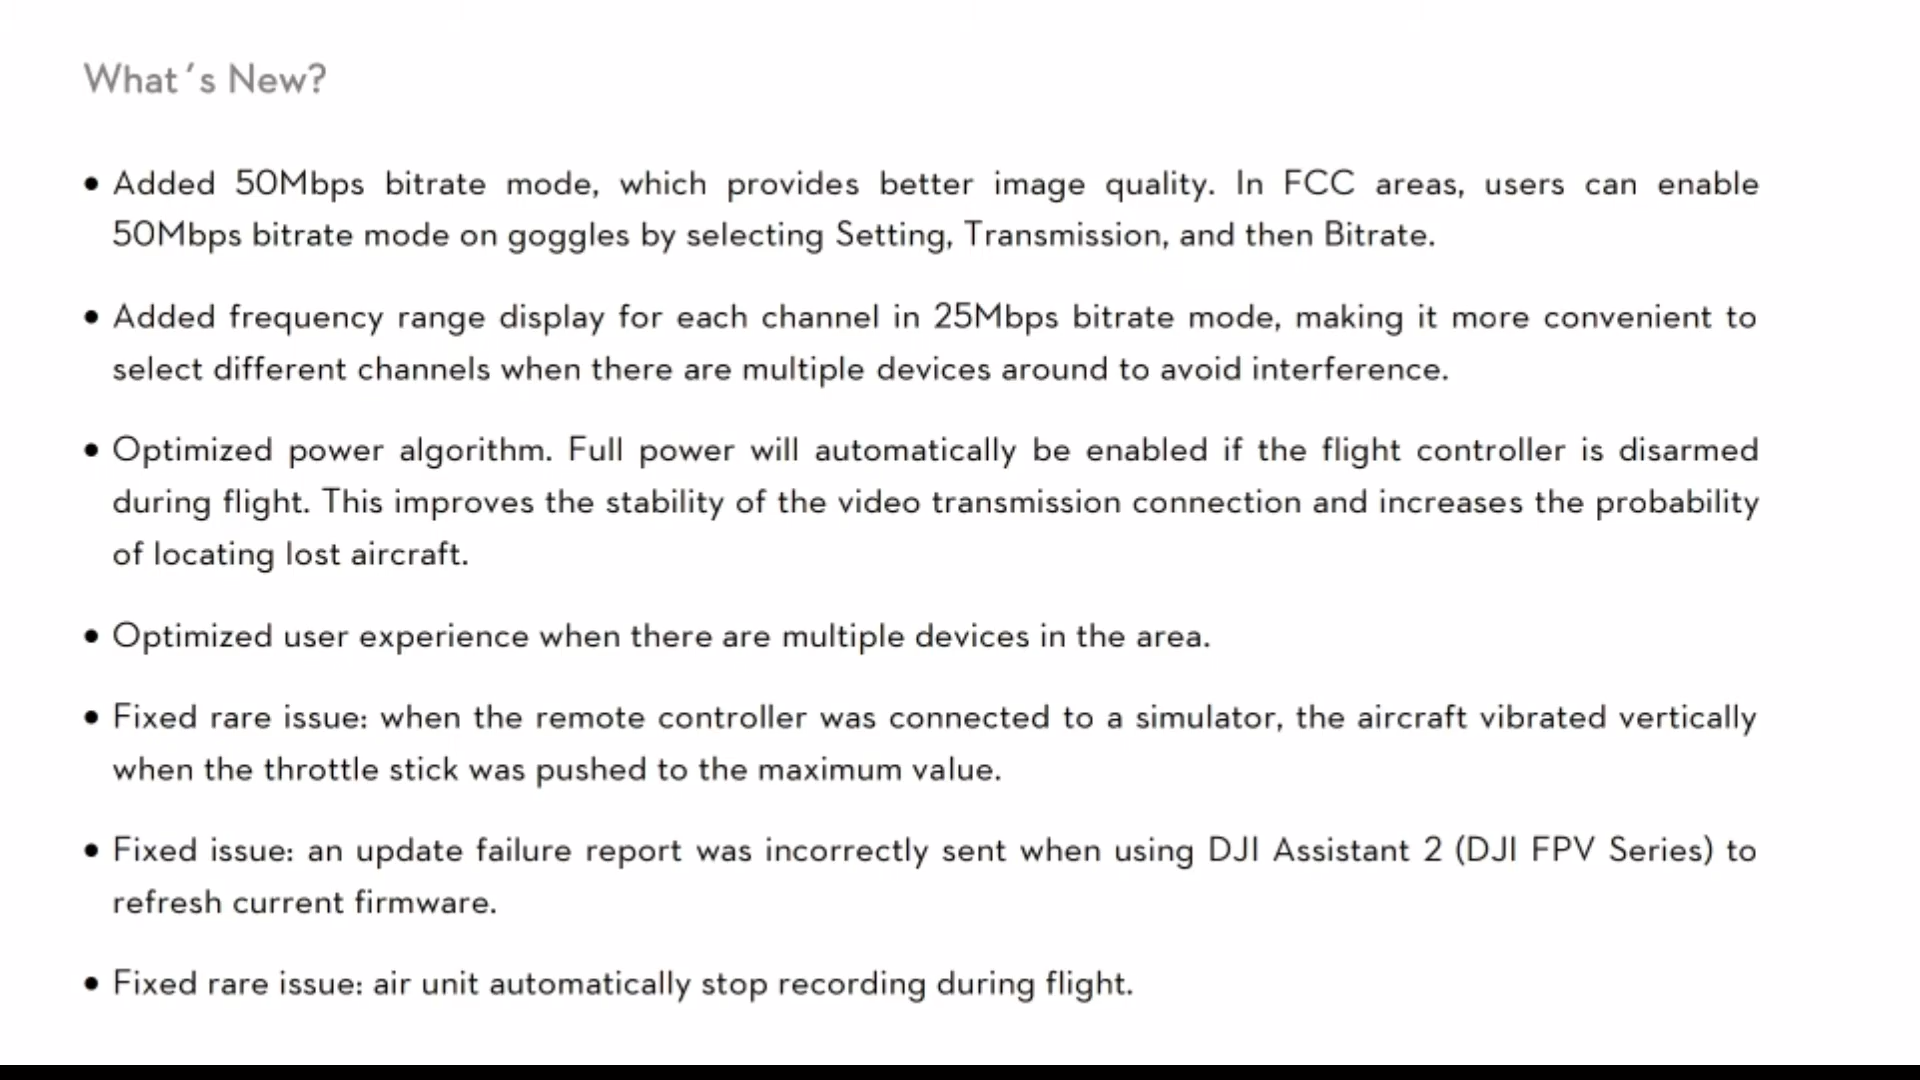 What´s New?
• Added 50Mbps bitrate mode, which provides better image quality. In FCC areas, users can enable
50Mbps bitrate mode on goggles by selecting Setting, Transmission, and then Bitrate.
• Added frequency range display for each channel in 25Mbps bitrate mode, making it more convenient to
select different channels when there are multiple devices around to avoid interference.
• Optimized power algorithm. Full power will automatically be enabled if the flight controller is disarmed
during flight. This improves the stability of the video transmission connection and increases the probability
of locating lost aircraft.
• Optimized user experience when there are multiple devices in the area.
• Fixed rare issue: when the remote controller was connected to a simulator, the aircraft vibrated vertically
when the throttle stick was pushed to the maximum value.
• Fixed issue: an update failure report was incorrectly sent when using DJI Assistant 2 (DJI FPV Series) to
refresh current firmware.
• Fixed rare issue: air unit automatically stop recording during flight.